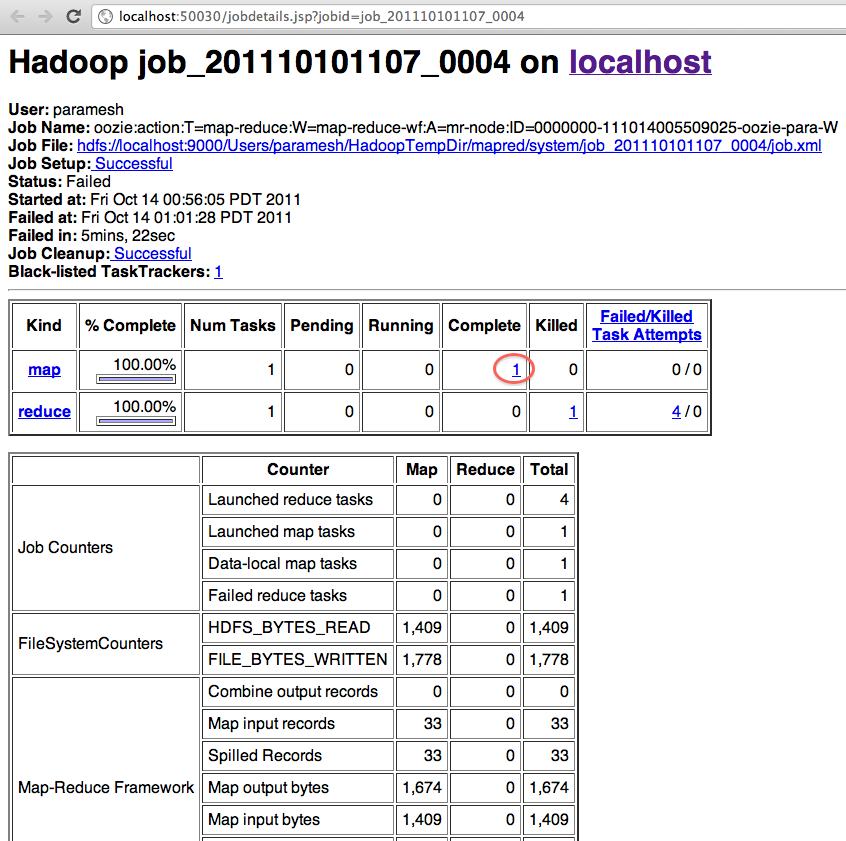 localhost:50030/jobdetails.jsp?jobid=job_201110101107_0004
Hadoop job_201110101107_0004 on localhost
User: paramesh
Job Name: oozie:action:T=map-reduce:W=map-reduce-wf:A=mr-node:ID=0000000-111014005509025-oozie-para-W
Job File: hdfs://localhost:9000/Users/paramesh/HadoopTempDir/mapred/system/job_201110101107_0004/job.xml
Job Setup: Successful
Status: Failed
Started at: Fri Oct 14 00:56:05 PDT 2011
Failed at: Fri Oct 14 01:01:28 PDT 2011
Failed in: 5mins, 22sec
Job Cleanup: Successful
Black-listed TaskTrackers: 1
Kind % Complete Num Tasks Pending Running Complete Killed Failed/Killed
Task Attempts
map 100.00% 1 0 0 1 0 0 / 0
reduce 100.00% 1 0 0 0 1 4 / 0
Counter Map Reduce Total
Job Counters
Launched reduce tasks 0 0 4
Launched map tasks 0 0 1
Data-local map tasks 0 0 1
Failed reduce tasks 0 0 1
FileSystemCounters
HDFS_BYTES_READ 1,409 0 1,409
FILE_BYTES_WRITTEN 1,778 0 1,778
Map-Reduce Framework
Combine output records 0 0 0
Map input records 33 0 33
Spilled Records 33 0 33
Map output bytes 1,674 0 1,674
Map input bytes 1,409 0 1,409